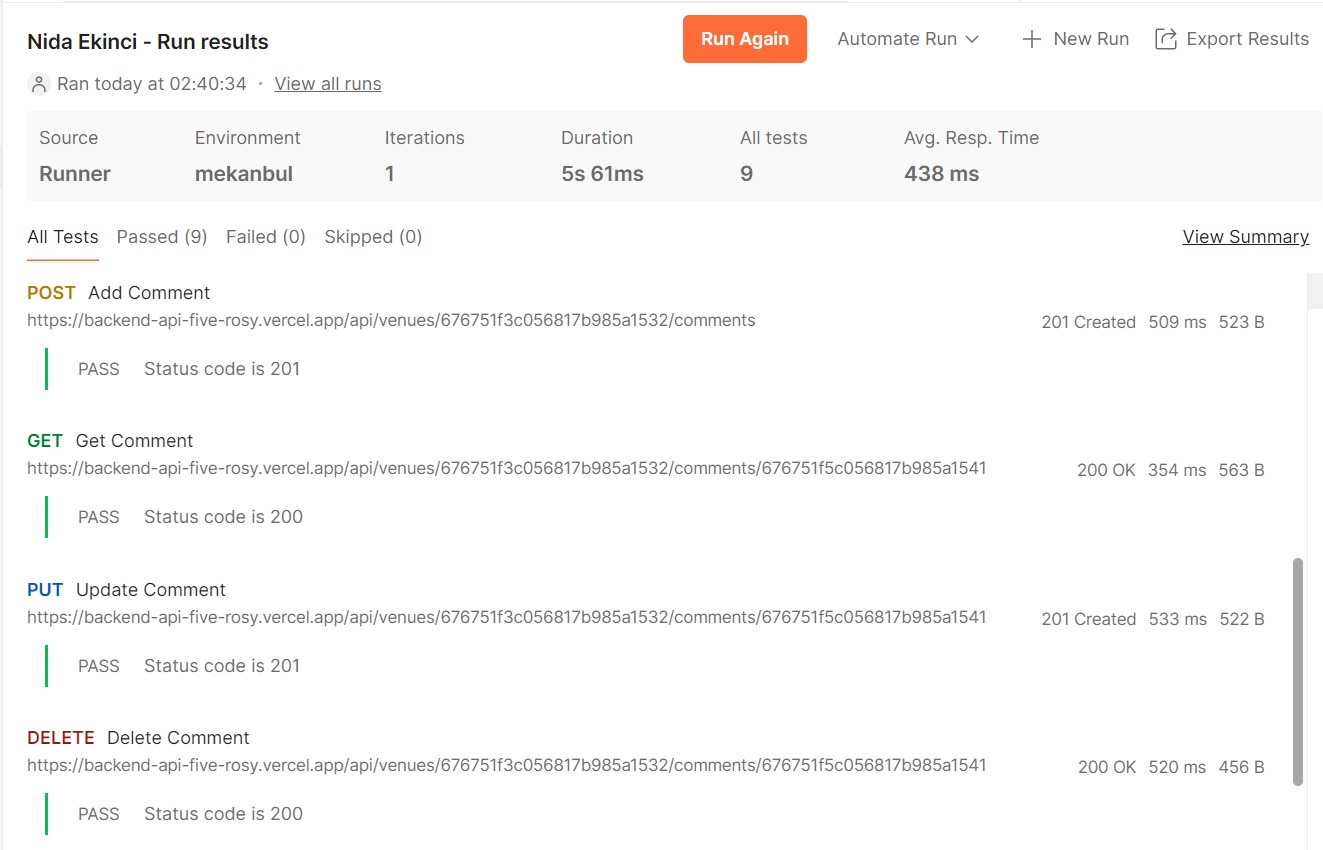 Nida Ekinci - Run results
Run Again
Automate Run
New Run
Export Results
Ran today at 02:40:34 · View all runs
Source Environment Iterations Duration All tests Avg. Resp. Time
Runner mekanbul 1 5s 61ms 9 438 ms
All Tests Passed (9) Failed (0) Skipped (0) View Summary
POST Add Comment
https://backend-api-five-rosy.vercel.app/api/venues/676751f3c056817b985a1532/comments
201 Created 509 ms 523 B
PASS Status code is 201
GET Get Comment
https://backend-api-five-rosy.vercel.app/api/venues/676751f3c056817b985a1532/comments/676751f5c056817b985a1541
200 OK 354 ms 563 B
PASS Status code is 200
PUT Update Comment
https://backend-api-five-rosy.vercel.app/api/venues/676751f3c056817b985a1532/comments/676751f5c056817b985a1541
201 Created 533 ms 522 B
PASS Status code is 201
DELETE Delete Comment
https://backend-api-five-rosy.vercel.app/api/venues/676751f3c056817b985a1532/comments/676751f5c056817b985a1541
200 OK 520 ms 456 B
PASS Status code is 200